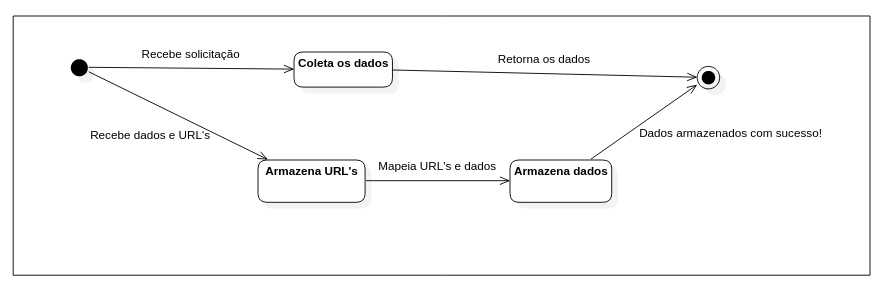 Recebe solicitação
Coleta os dados
Retorna os dados
Recebe dados e URL's
Dados armazenados com sucesso!
Armazena URL's
Mapeia URL's e dados
Armazena dados